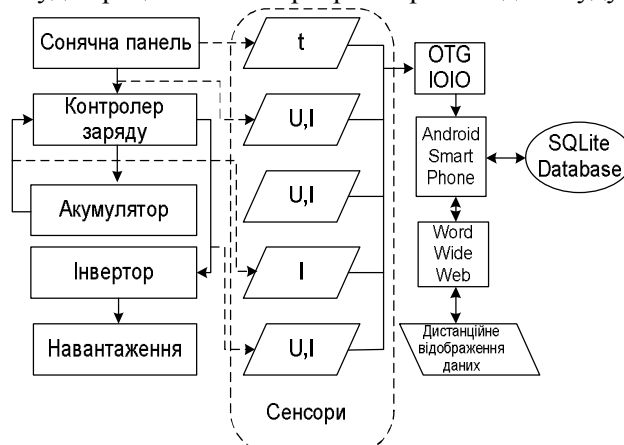 Сонячна панель
Контролер
заряду
Акумулятор
Інвертор
Навантаження
t
U,I
U,I
I
U,I
Сенсори
OTG
IOIO
Android
Smart
Phone
SQLite
Database
Word
Wide
Web
Дистанційне
відображення
даних